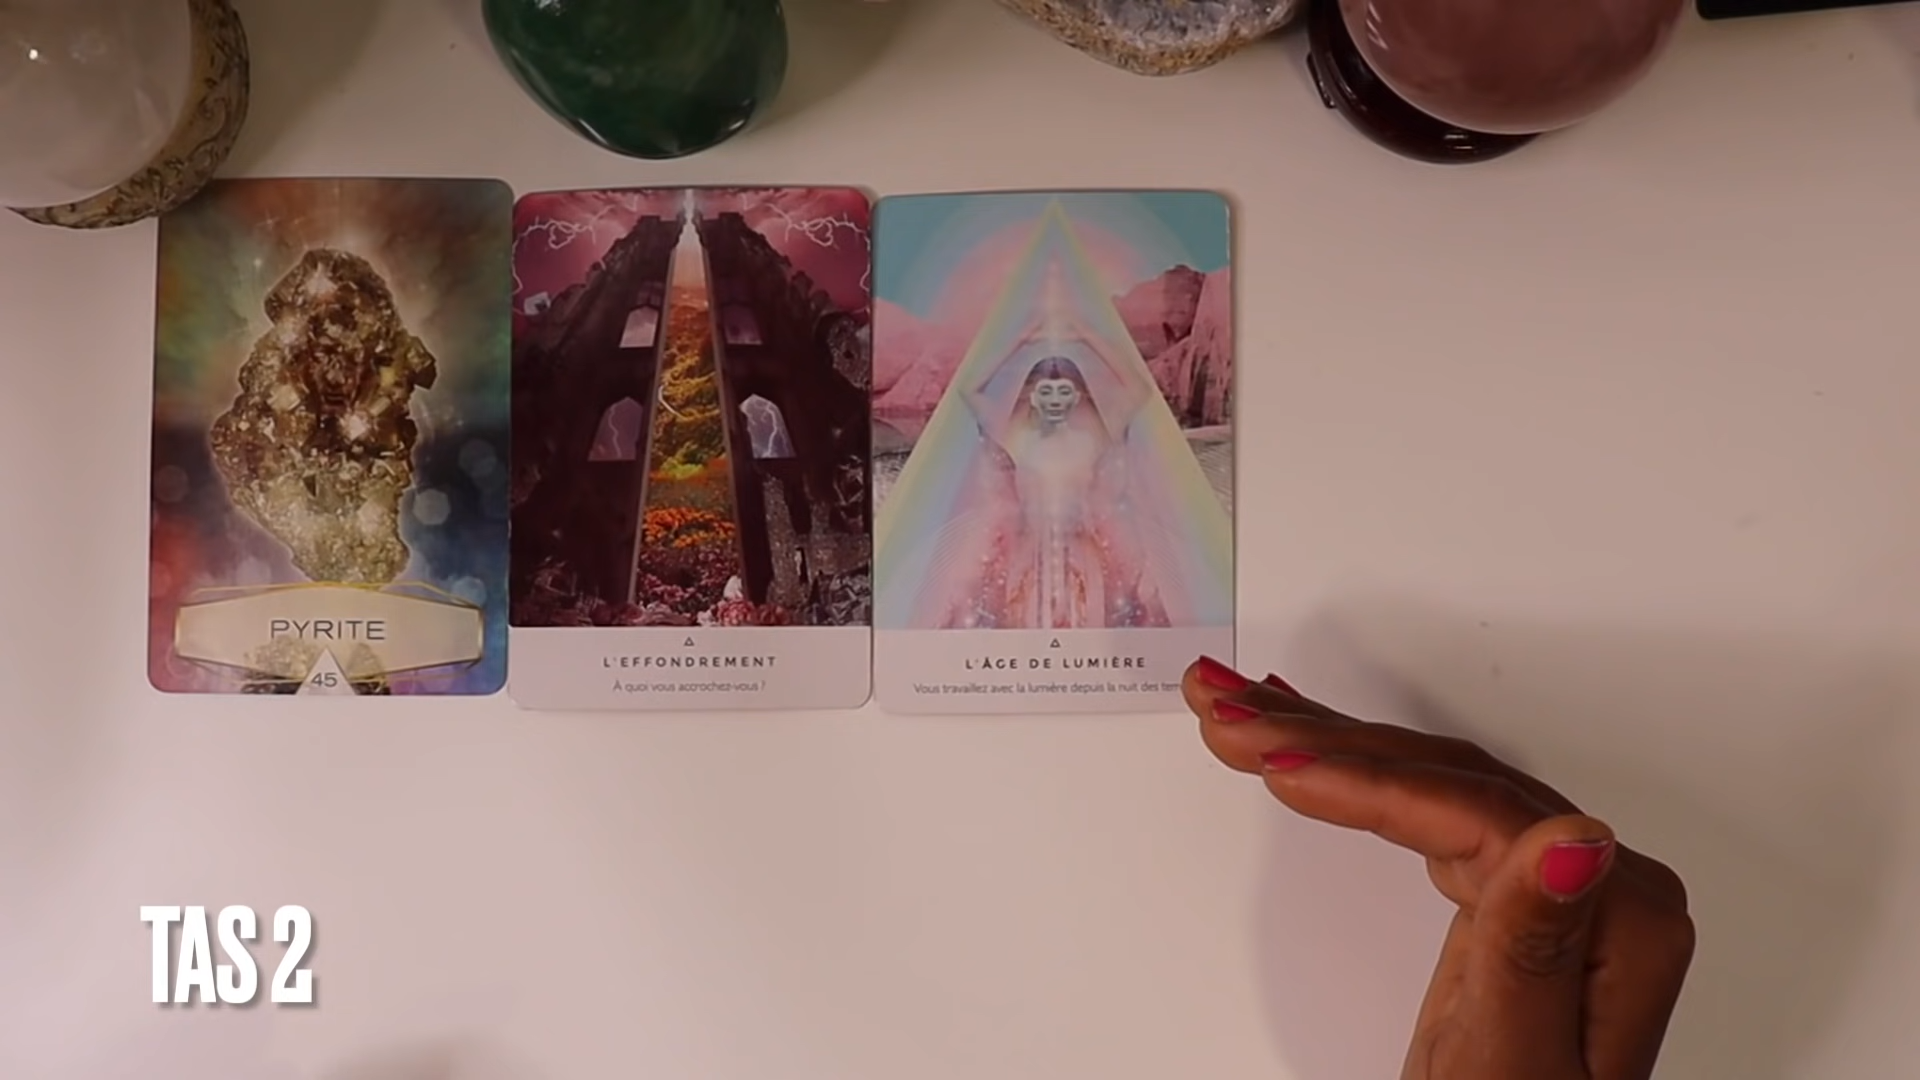 PYRITE
45
L'EFFONDREMENT
À quoi vous accrochez-vous ?
L'ÂGE DE LUMIÈRE
Vous travaillez avec la lumière depuis la nuit des
TAS 2